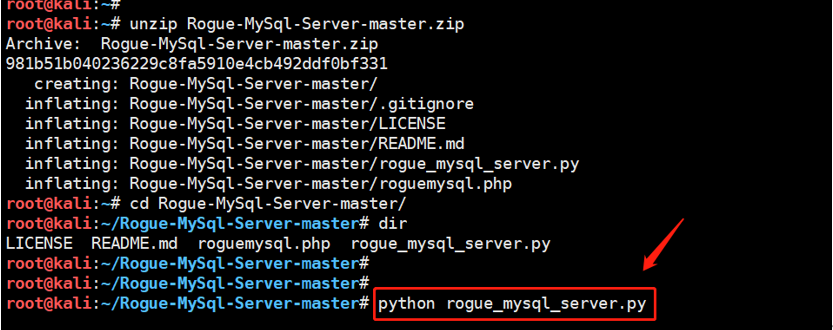 root@kali:~#
root@kali:~# unzip Rogue-MySql-Server-master.zip
Archive:  Rogue-MySql-Server-master.zip
981b51b040236229c8fa5910e4cb492ddf0bf331
   creating: Rogue-MySql-Server-master/
  inflating: Rogue-MySql-Server-master/.gitignore
  inflating: Rogue-MySql-Server-master/LICENSE
  inflating: Rogue-MySql-Server-master/README.md
  inflating: Rogue-MySql-Server-master/rogue_mysql_server.py
  inflating: Rogue-MySql-Server-master/roguemysql.php
root@kali:~# cd Rogue-MySql-Server-master/
root@kali:~/Rogue-MySql-Server-master# dir
LICENSE  README.md  roguemysql.php  rogue_mysql_server.py
root@kali:~/Rogue-MySql-Server-master#
root@kali:~/Rogue-MySql-Server-master#
root@kali:~/Rogue-MySql-Server-master# python rogue_mysql_server.py